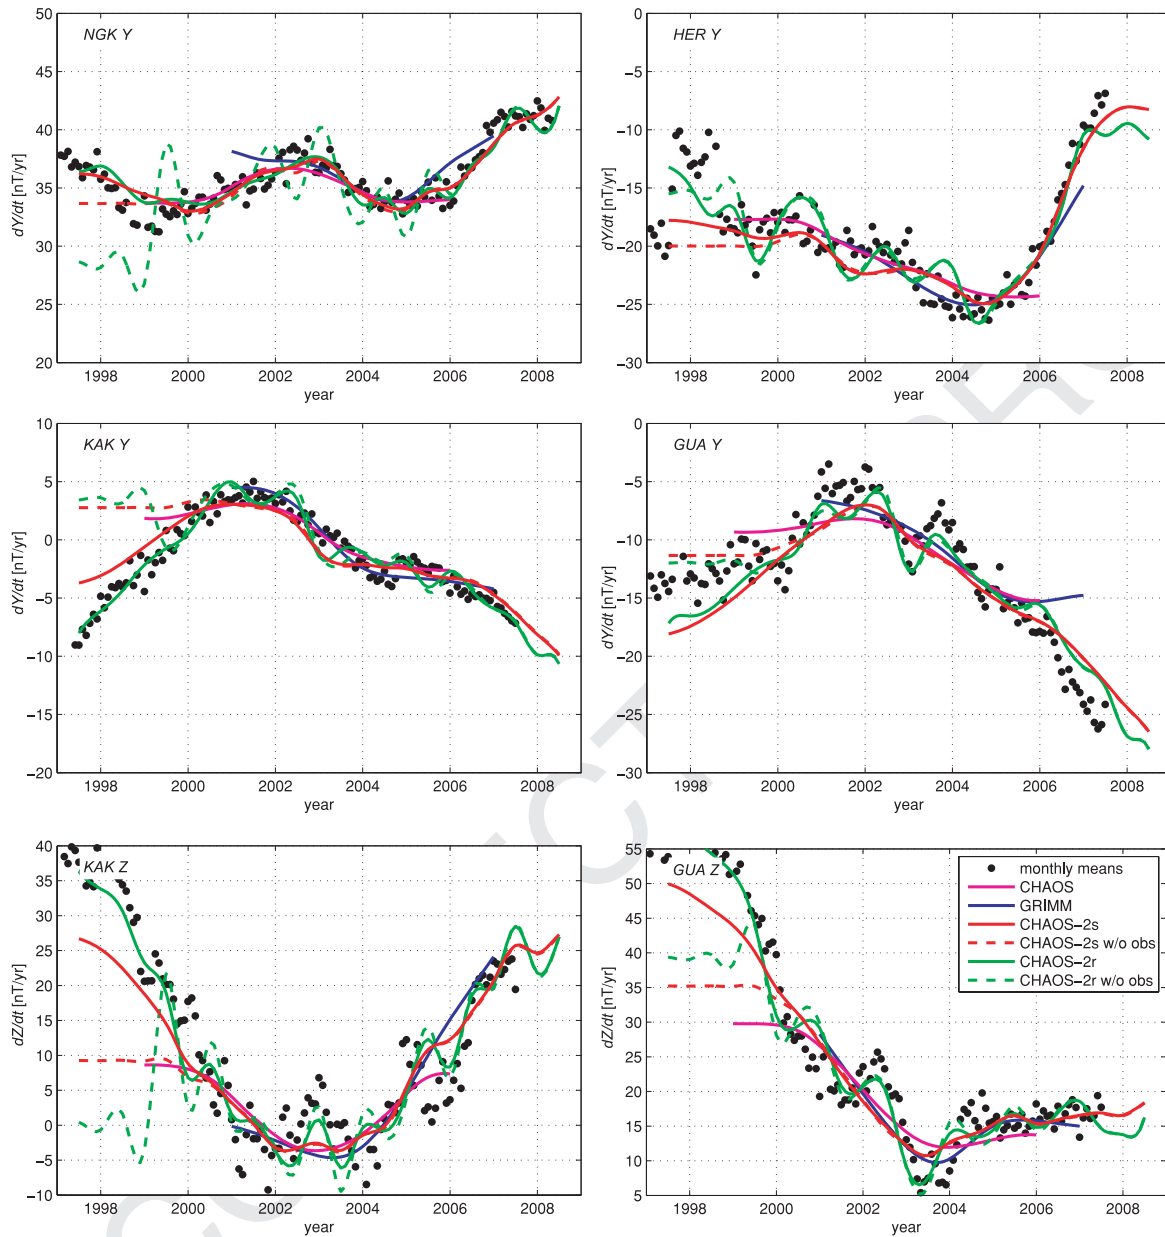 NGK Y
50
45
40
35
30
25
20
dY/dt [nT/yr]
1998 2000 2002 2004 2006 2008
year
HER Y
0
−5
−10
−15
−20
−25
−30
dY/dt [nT/yr]
1998 2000 2002 2004 2006 2008
year
KAK Y
10
5
0
−5
−10
−15
−20
dY/dt [nT/yr]
1998 2000 2002 2004 2006 2008
year
GUA Y
0
−5
−10
−15
−20
−25
−30
dY/dt [nT/yr]
1998 2000 2002 2004 2006 2008
year
KAK Z
40
35
30
25
20
15
10
5
0
−5
−10
dZ/dt [nT/yr]
1998 2000 2002 2004 2006 2008
year
GUA Z
55
50
45
40
35
30
25
20
15
10
5
dZ/dt [nT/yr]
1998 2000 2002 2004 2006 2008
year
monthly means
CHAOS
GRIMM
CHAOS-2s
CHAOS-2s w/o obs
CHAOS-2r
CHAOS-2r w/o obs